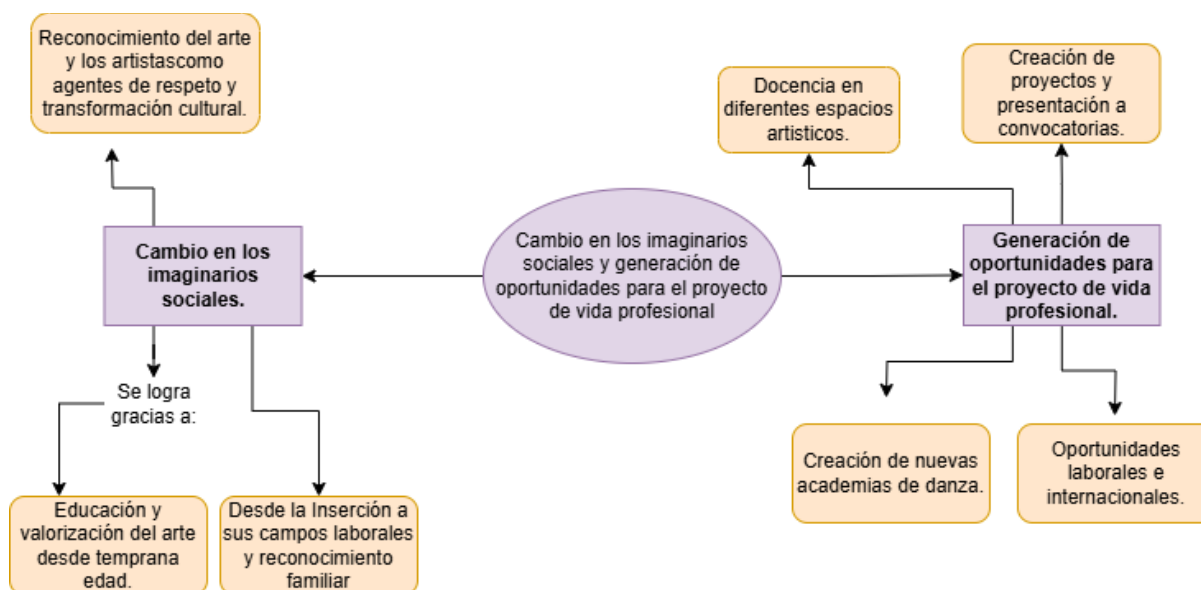 Reconocimiento del arte
y los artistascomo
agentes de respeto y
transformación cultural.
Docencia en
diferentes espacios
artisticos.
Creación de
proyectos y
presentación a
convocatorias.
Cambio en los
imaginarios
sociales.
Cambio en los imaginarios
sociales y generación de
oportunidades para el proyecto
de vida profesional
Generación de
oportunidades para
el proyecto de vida
profesional.
Se logra
gracias a:
Educación y
valorización del arte
desde temprana
edad.
Desde la Inserción a
sus campos laborales
y reconocimiento
familiar
Creación de nuevas
academias de danza.
Oportunidades
laborales e
internacionales.